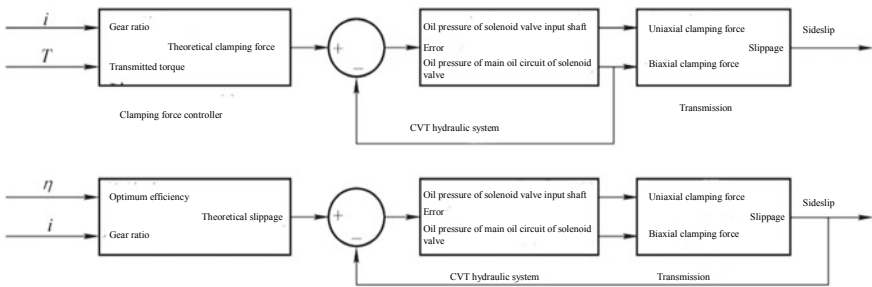 i
Gear ratio
Theoretical clamping force
T
Transmitted torque
Clamping force controller
+
−
Oil pressure of solenoid valve input shaft
Error
Oil pressure of main oil circuit of solenoid
valve
CVT hydraulic system
Uniaxial clamping force
Slippage
Biaxial clamping force
Transmission
Sideslip
η
Optimum efficiency
Theoretical slippage
i
Gear ratio
+
−
Oil pressure of solenoid valve input shaft
Error
Oil pressure of main oil circuit of solenoid
valve
CVT hydraulic system
Uniaxial clamping force
Slippage
Biaxial clamping force
Transmission
Sideslip